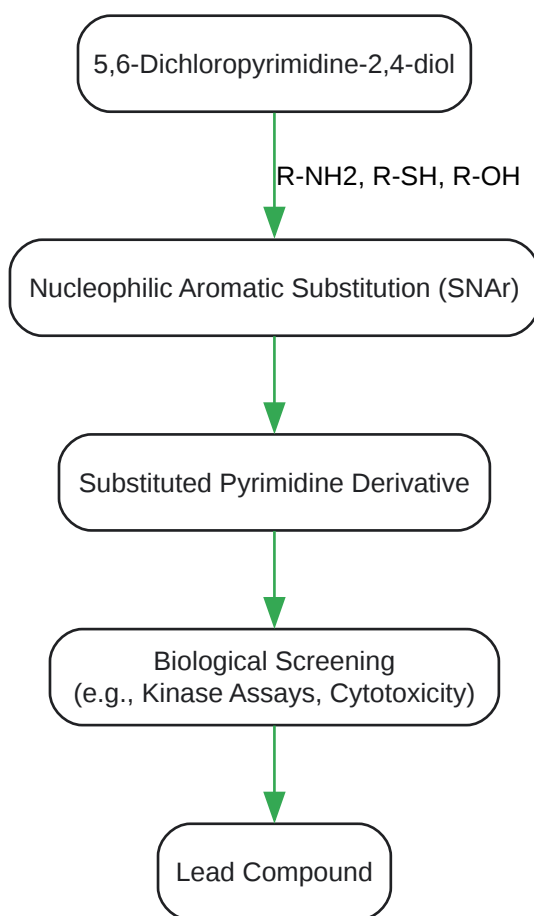 5,6-Dichloropyrimidine-2,4-diol
R-NH2, R-SH, R-OH
Nucleophilic Aromatic Substitution (SNAr)
Substituted Pyrimidine Derivative
Biological Screening
(e.g., Kinase Assays, Cytotoxicity)
Lead Compound